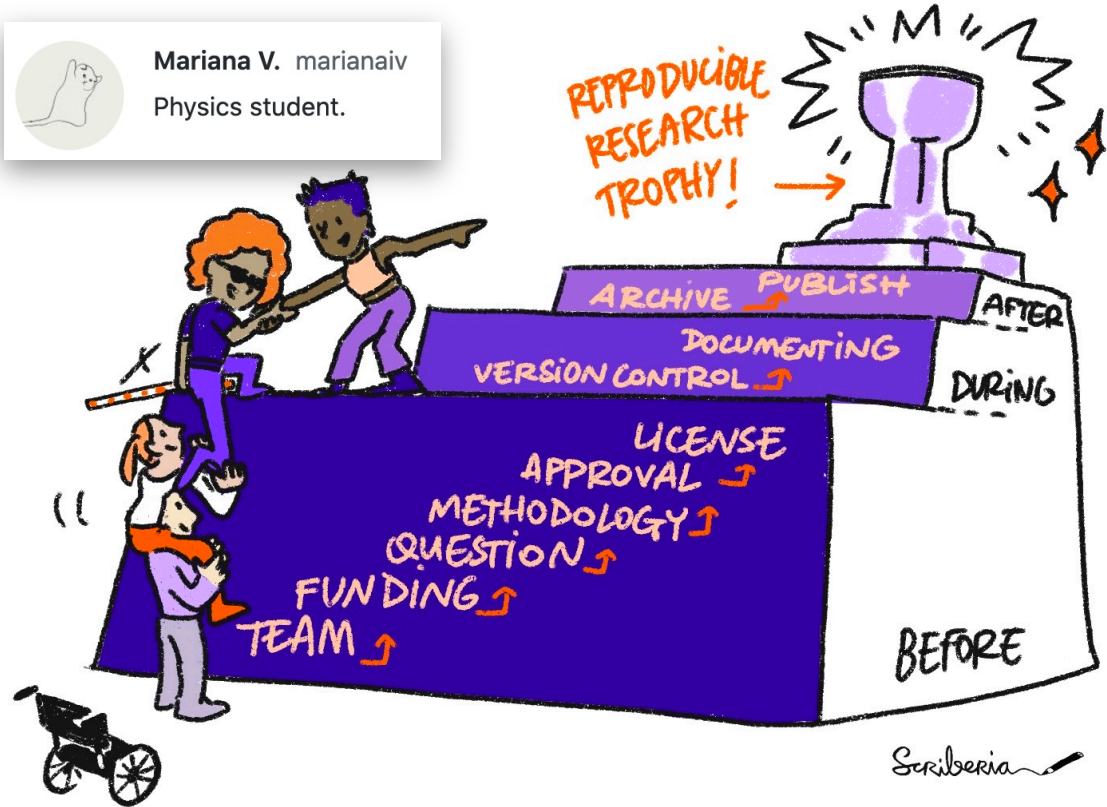 Mariana V. marianaiv
Physics student.
REPRODUCIBLE
RESEARCH
TROPHY!
PUBLISH
ARCHIVE
AFTER
DOCUMENTING
VERSION CONTROL
DURING
LICENSE
APPROVAL
METHODOLOGY
QUESTION
FUNDING
TEAM
BEFORE
Scriberia